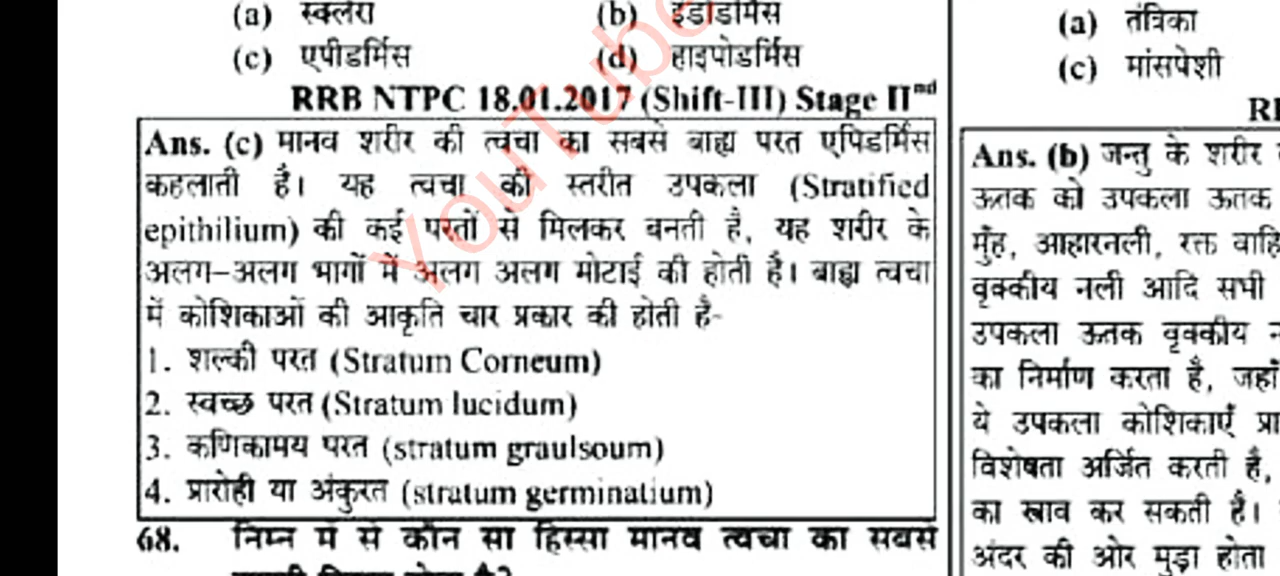 (a) स्क्लेरा (b) इंडोडर्मिस
(c) एपीडर्मिस (d) हाइपोडर्मिस
RRB NTPC 18.01.2017 (Shift-III) Stage IInd
Ans. (c) मानव शरीर की त्वचा का सबसे बाह्य परत एपिडर्मिस
कहलाती है। यह त्वचा की स्तरीत उपकला (Stratified
epithilium) की कई परतों से मिलकर बनती है, यह शरीर के
अलग-अलग भागों में अलग अलग मोटाई की होती है। बाह्य त्वचा
में कोशिकाओं की आकृति चार प्रकार की होती है-
1. शल्की परत (Stratum Corneum)
2. स्वच्छ परत (Stratum lucidum)
3. कणिकामय परत (stratum graulsoum)
4. प्रारोही या अंकुरत (stratum germinatium)
68. निम्न में से कौन सा हिस्सा मानव त्वचा का सबसे
(a) तंत्रिका
(c) मांसपेशी
Ans. (b) जन्तु के शरीर
ऊतक को उपकला ऊतक
मुँह, आहारनली, रक्त
वृक्कीय नली आदि सभी
उपकला ऊतक वृक्कीय
का निर्माण करता है, जहाँ
ये उपकला कोशिकाएँ
विशेषता अर्जित करती है,
का स्त्राव कर सकती है।
अंदर की ओर मुड़ा होता
YouTube